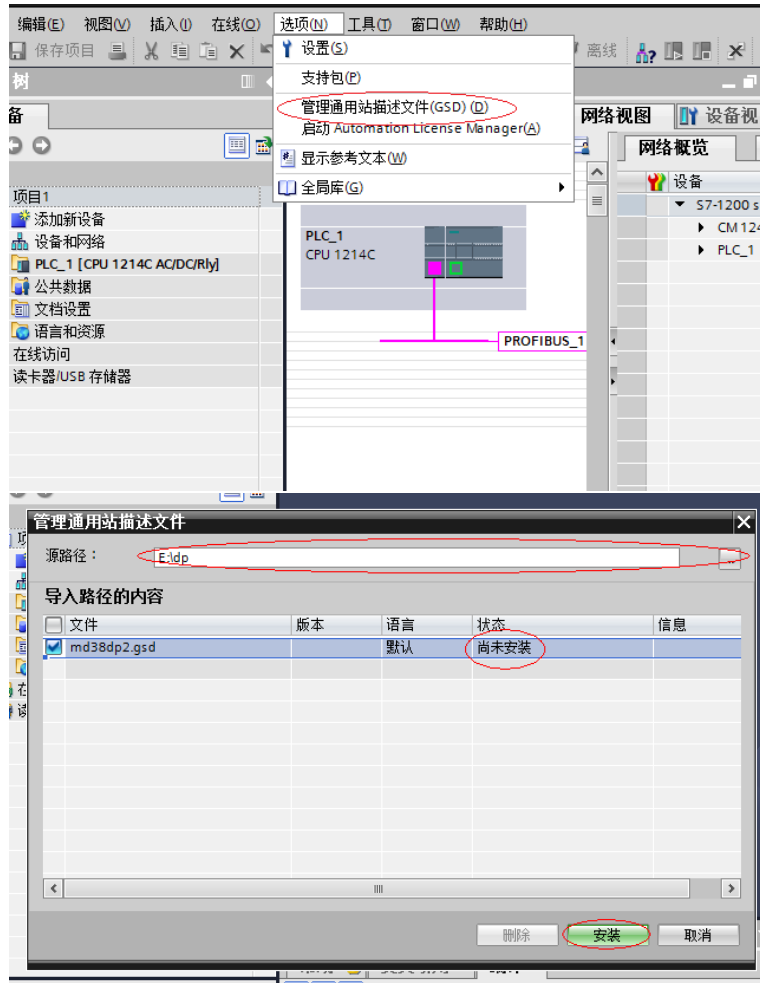 编辑(E) 视图(V) 插入(I) 在线(O) 选项(N) 工具(T) 窗口(W) 帮助(H)
保存项目
离线
设置(S)
支持包(P)
管理通用站描述文件(GSD) (D)
启动 Automation License Manager(A)
显示参考文本(W)
全局库(G)
树
备
项目1
添加新设备
设备和网络
PLC_1 [CPU 1214C AC/DC/Rly]
公共数据
文档设置
语言和资源
在线访问
读卡器/USB 存储器
PLC_1
CPU 1214C
PROFIBUS_1
网络视图
设备视
网络概览
设备
S7-1200 s
CM 124
PLC_1
管理通用站描述文件
源路径：
E:\dp
..
导入路径的内容
文件 版本 语言 状态 信息
md38dp2.gsd 默认 尚未安装
删除 安装 取消